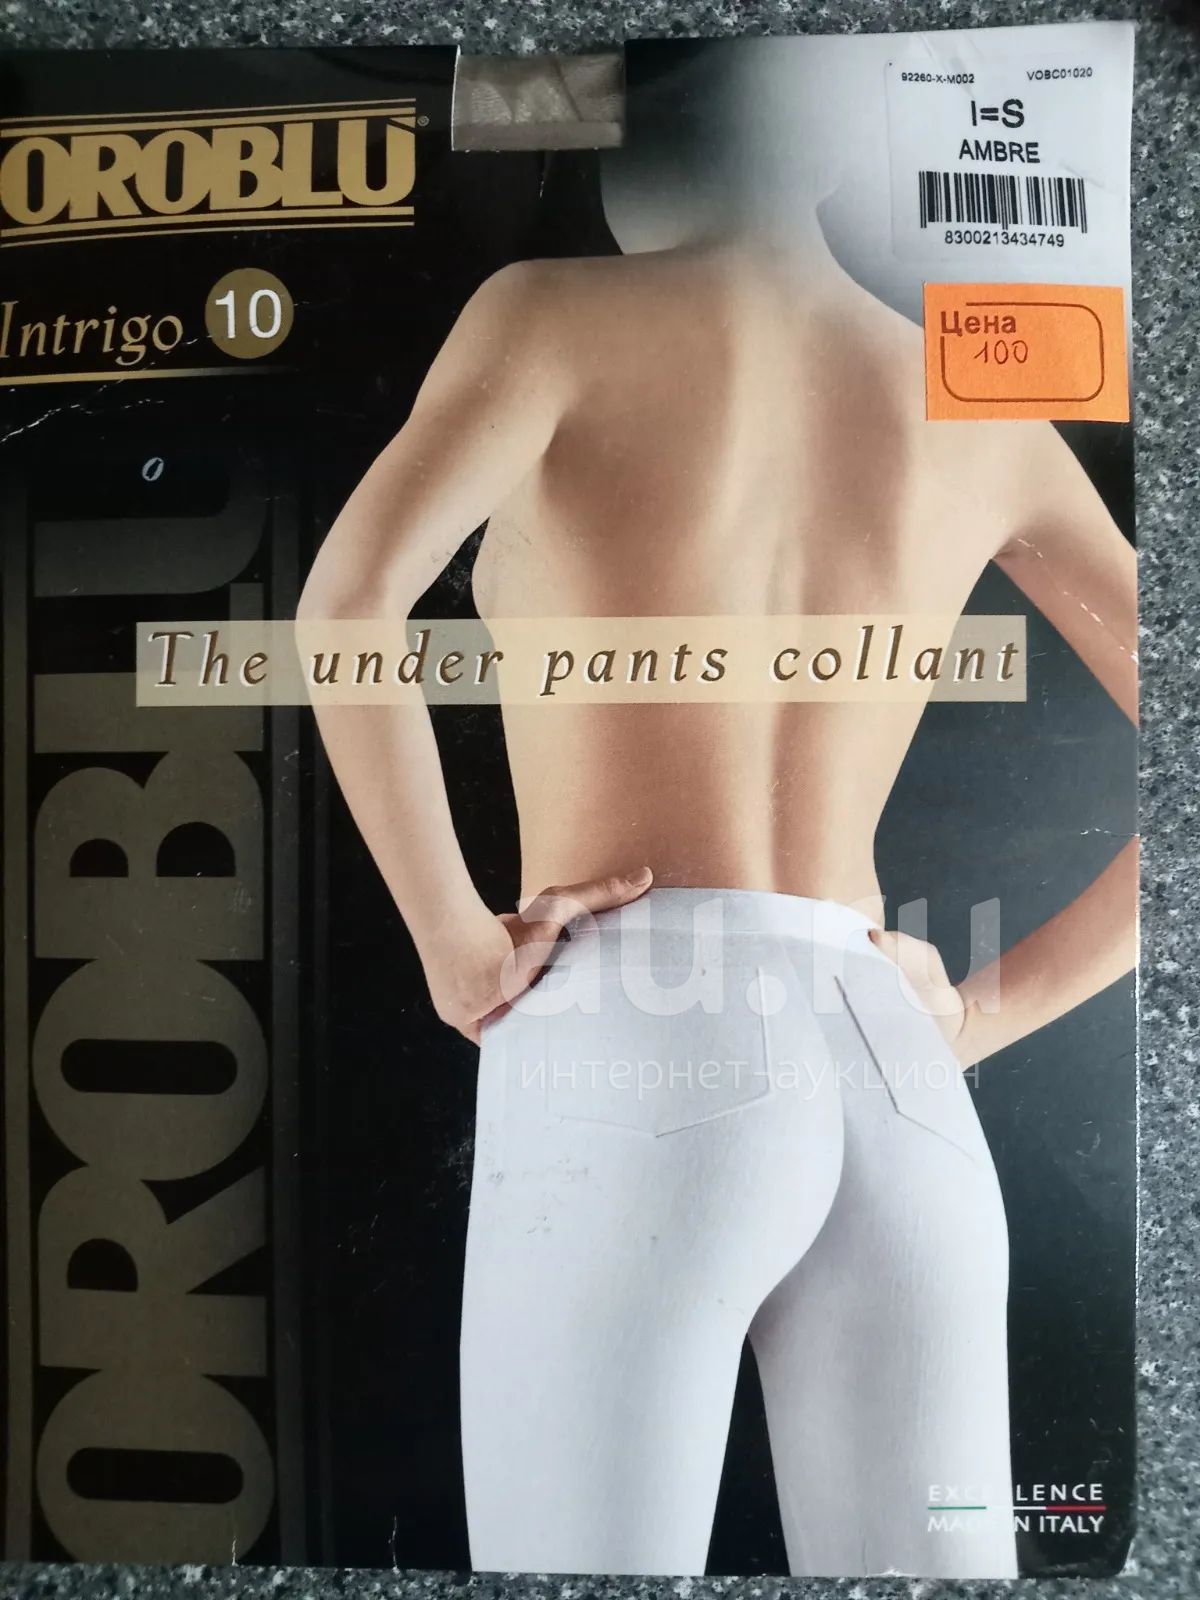 92260-X-M002 VOBC01020
I=S
AMBRE
8300213434749
OROBLÙ®
Intrigo 10
Цена
100
The under pants collant
OROBLU
au.ru
интернет-аукцион
EXCELLENCE
MADE IN ITALY